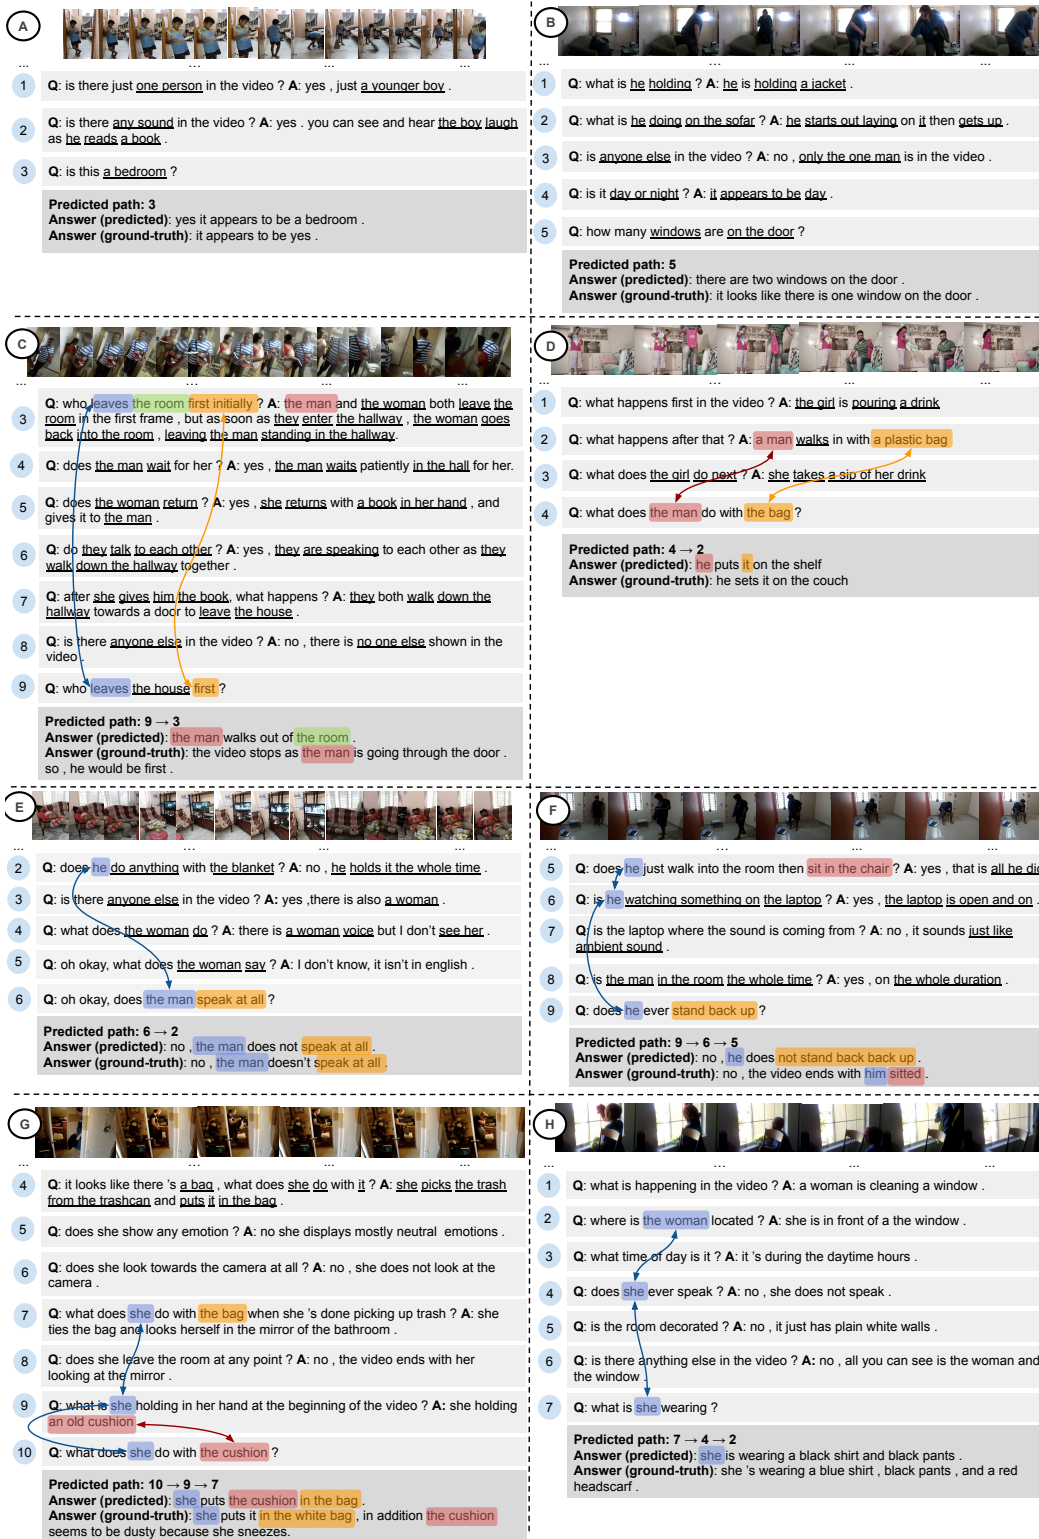 A
...
...
...
...
1
Q: is there just one person in the video ? A: yes , just a younger boy .
2
Q: is there any sound in the video ? A: yes . you can see and hear the boy laugh
as he reads a book .
3
Q: is this a bedroom ?
Predicted path: 3
Answer (predicted): yes it appears to be a bedroom .
Answer (ground-truth): it appears to be yes .
B
...
...
...
...
1
Q: what is he holding ? A: he is holding a jacket .
2
Q: what is he doing on the sofar ? A: he starts out laying on it then gets up .
3
Q: is anyone else in the video ? A: no , only the one man is in the video .
4
Q: is it day or night ? A: it appears to be day .
5
Q: how many windows are on the door ?
Predicted path: 5
Answer (predicted): there are two windows on the door .
Answer (ground-truth): it looks like there is one window on the door .
C
...
...
...
...
3
Q: who leaves the room first initially ? A: the man and the woman both leave the
room in the first frame , but as soon as they enter the hallway , the woman goes
back into the room , leaving the man standing in the hallway.
4
Q: does the man wait for her ? A: yes , the man waits patiently in the hall for her.
5
Q: does the woman return ? A: yes , she returns with a book in her hand , and
gives it to the man .
6
Q: do they talk to each other ? A: yes , they are speaking to each other as they
walk down the hallway together .
7
Q: after she gives him the book, what happens ? A: they both walk down the
hallway towards a door to leave the house .
8
Q: is there anyone else in the video ? A: no , there is no one else shown in the
video .
9
Q: who leaves the house first ?
Predicted path: 9 → 3
Answer (predicted): the man walks out of the room .
Answer (ground-truth): the video stops as the man is going through the door .
so , he would be first .
D
...
...
...
...
1
Q: what happens first in the video ? A: the girl is pouring a drink
2
Q: what happens after that ? A: a man walks in with a plastic bag
3
Q: what does the girl do next ? A: she takes a sip of her drink
4
Q: what does the man do with the bag ?
Predicted path: 4 → 2
Answer (predicted): he puts it on the shelf
Answer (ground-truth): he sets it on the couch
E
...
...
...
...
2
Q: does he do anything with the blanket ? A: no , he holds it the whole time .
3
Q: is there anyone else in the video ? A: yes ,there is also a woman .
4
Q: what does the woman do ? A: there is a woman voice but I don't see her .
5
Q: oh okay, what does the woman say ? A: I don't know, it isn't in english .
6
Q: oh okay, does the man speak at all ?
Predicted path: 6 → 2
Answer (predicted): no , the man does not speak at all .
Answer (ground-truth): no , the man doesn't speak at all .
F
...
...
...
...
5
Q: does he just walk into the room then sit in the chair ? A: yes , that is all he did
6
Q: is he watching something on the laptop ? A: yes , the laptop is open and on .
7
Q: is the laptop where the sound is coming from ? A: no , it sounds just like
ambient sound .
8
Q: is the man in the room the whole time ? A: yes , on the whole duration .
9
Q: does he ever stand back up ?
Predicted path: 9 → 6 → 5
Answer (predicted): no , he does not stand back back up .
Answer (ground-truth): no , the video ends with him sitted .
G
...
...
...
...
4
Q: it looks like there 's a bag , what does she do with it ? A: she picks the trash
from the trashcan and puts it in the bag .
5
Q: does she show any emotion ? A: no she displays mostly neutral emotions .
6
Q: does she look towards the camera at all ? A: no , she does not look at the
camera .
7
Q: what does she do with the bag when she 's done picking up trash ? A: she
ties the bag and looks herself in the mirror of the bathroom .
8
Q: does she leave the room at any point ? A: no , the video ends with her
looking at the mirror .
9
Q: what is she holding in her hand at the beginning of the video ? A: she holding
an old cushion
10
Q: what does she do with the cushion ?
Predicted path: 10 → 9 → 7
Answer (predicted): she puts the cushion in the bag .
Answer (ground-truth): she puts it in the white bag , in addition the cushion
seems to be dusty because she sneezes.
H
...
...
...
...
1
Q: what is happening in the video ? A: a woman is cleaning a window .
2
Q: where is the woman located ? A: she is in front of a the window .
3
Q: what time of day is it ? A: it 's during the daytime hours .
4
Q: does she ever speak ? A: no , she does not speak .
5
Q: is the room decorated ? A: no , it just has plain white walls .
6
Q: is there anything else in the video ? A: no , all you can see is the woman and
the window .
7
Q: what is she wearing ?
Predicted path: 7 → 4 → 2
Answer (predicted): she is wearing a black shirt and black pants .
Answer (ground-truth): she 's wearing a blue shirt , black pants , and a red
headscarf .